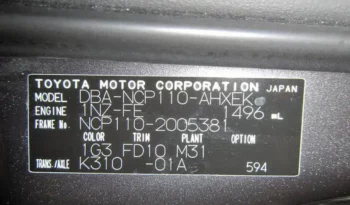 TOYOTA MOTOR CORPORATION JAPAN
MODEL DBA-NCP110-AHXEK
ENGINE 1NZ-FE 1496 mL
FRAME No. NCP110-2005381
COLOR TRIM PLANT OPTION
1G3 FD10 M31
TRANS./AXLE K310 -01A 594